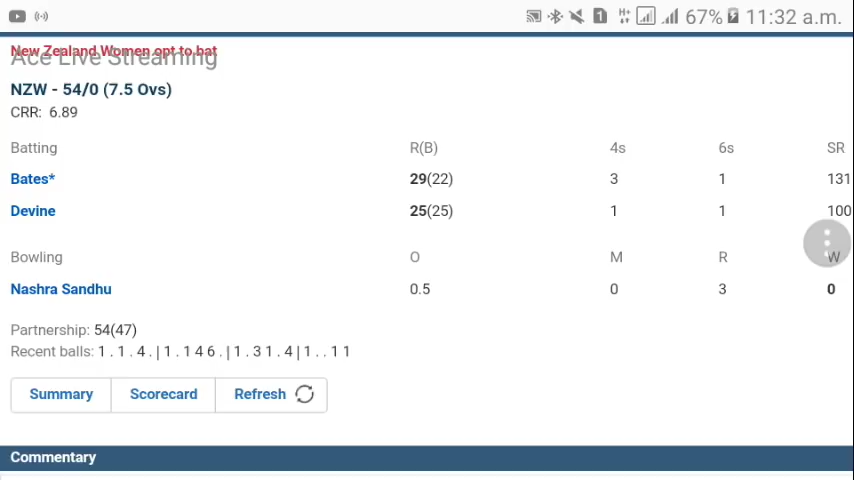 67% 11:32 a.m.
New Zealand Women opt to bat
Ace Live Streaming
NZW - 54/0 (7.5 Ovs)
CRR: 6.89
Batting R(B) 4s 6s SR
Bates* 29(22) 3 1 131
Devine 25(25) 1 1 100
Bowling O M R W
Nashra Sandhu 0.5 0 3 0
Partnership: 54(47)
Recent balls: 1 . 1 . 4 . | 1 . 1 4 6 . | 1 . 3 1 . 4 | 1 . . 1 1
Summary Scorecard Refresh
Commentary